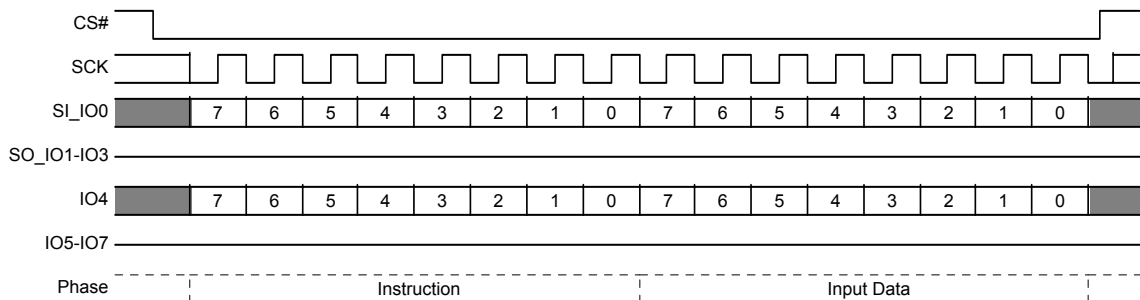 CS#
SCK
SI_IO0 7 6 5 4 3 2 1 0 7 6 5 4 3 2 1 0
SO_IO1-IO3
IO4 7 6 5 4 3 2 1 0 7 6 5 4 3 2 1 0
IO5-IO7
Phase Instruction Input Data